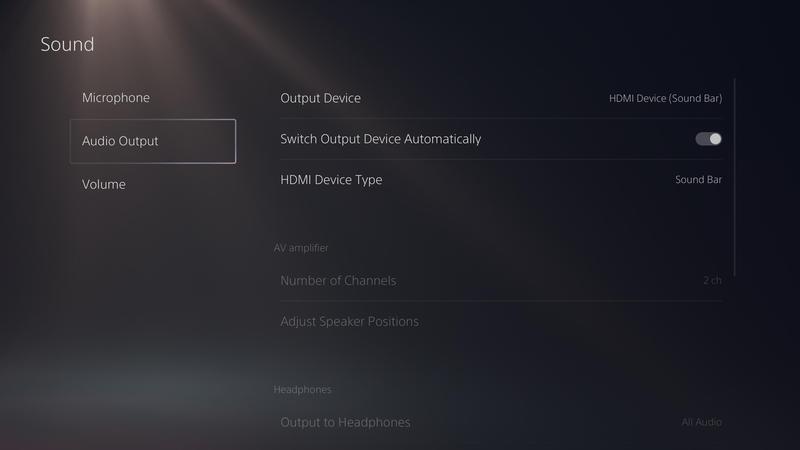 Sound
Microphone
Audio Output
Volume
Output Device
HDMI Device (Sound Bar)
Switch Output Device Automatically
HDMI Device Type
Sound Bar
AV amplifier
Number of Channels
2 ch
Adjust Speaker Positions
Headphones
Output to Headphones
All Audio